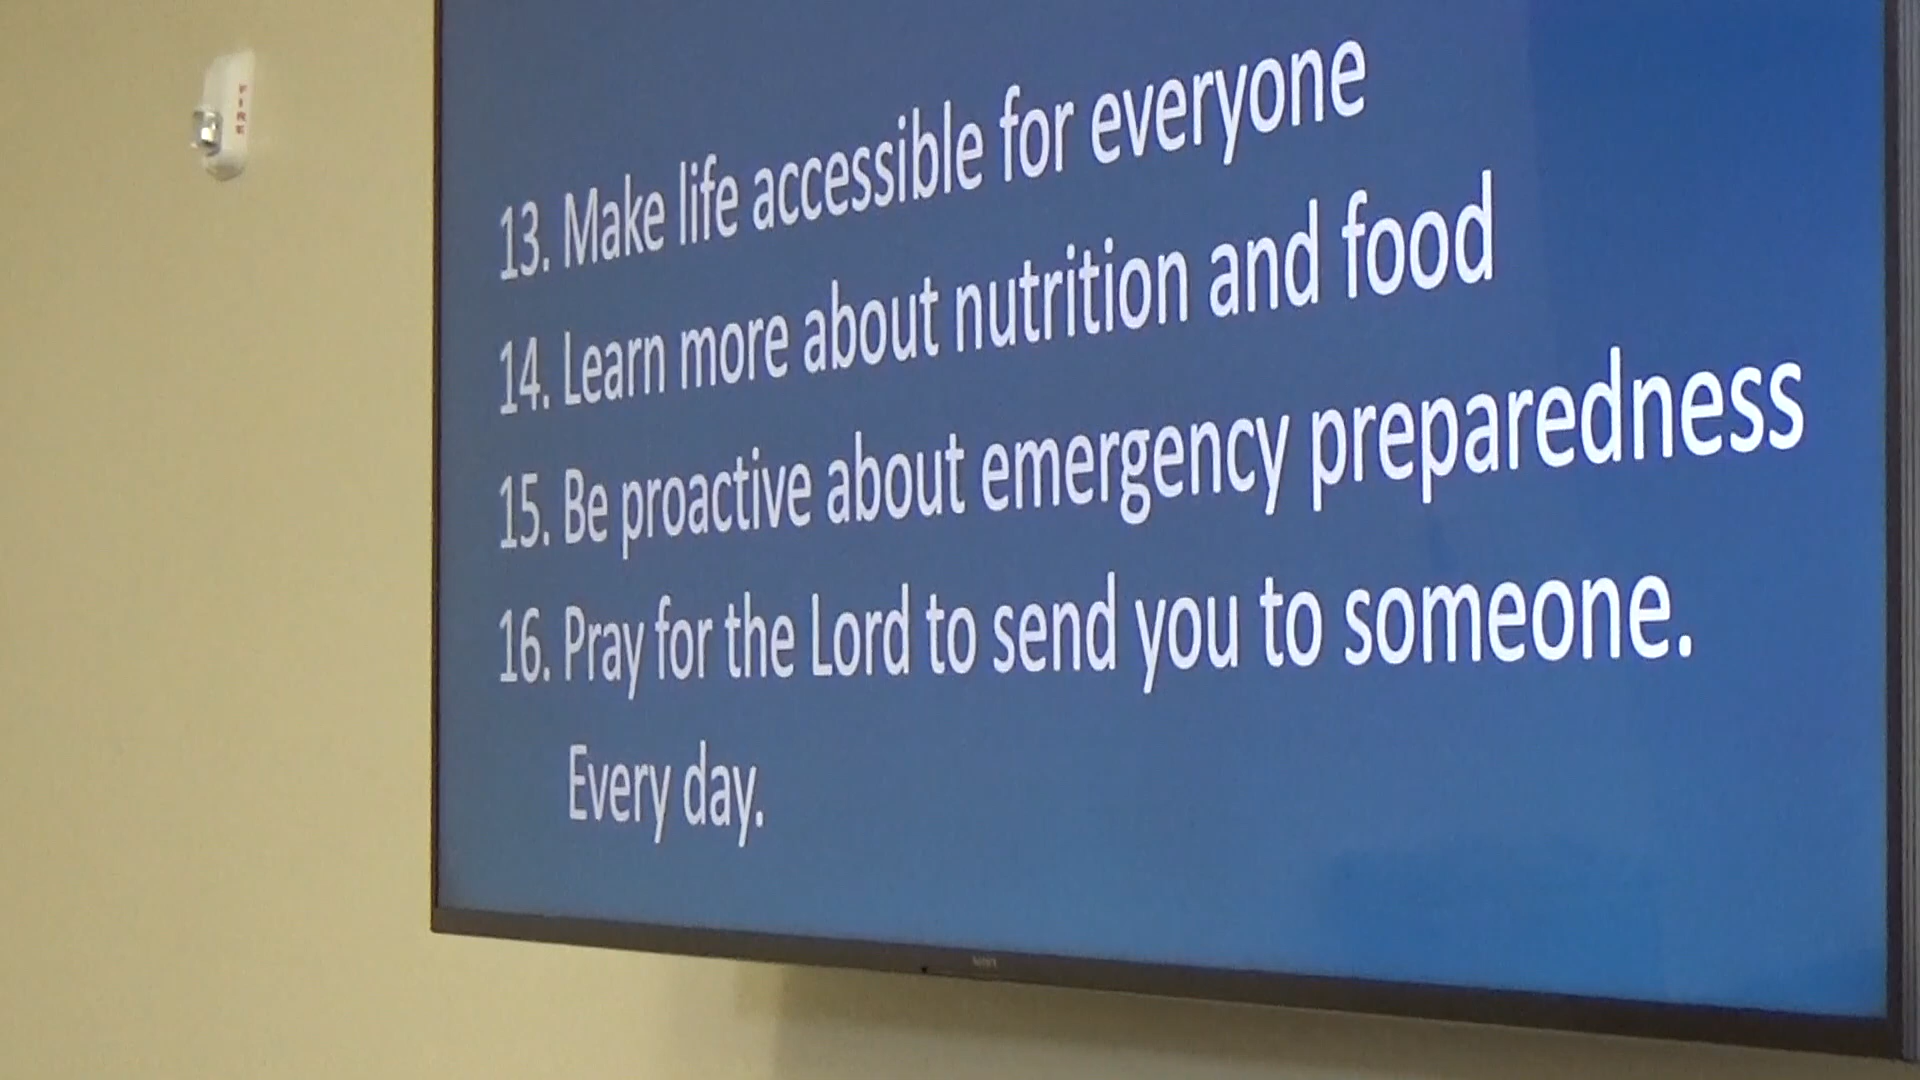 FIRE
13. Make life accessible for everyone
14. Learn more about nutrition and food
15. Be proactive about emergency preparedness
16. Pray for the Lord to send you to someone.
Every day.